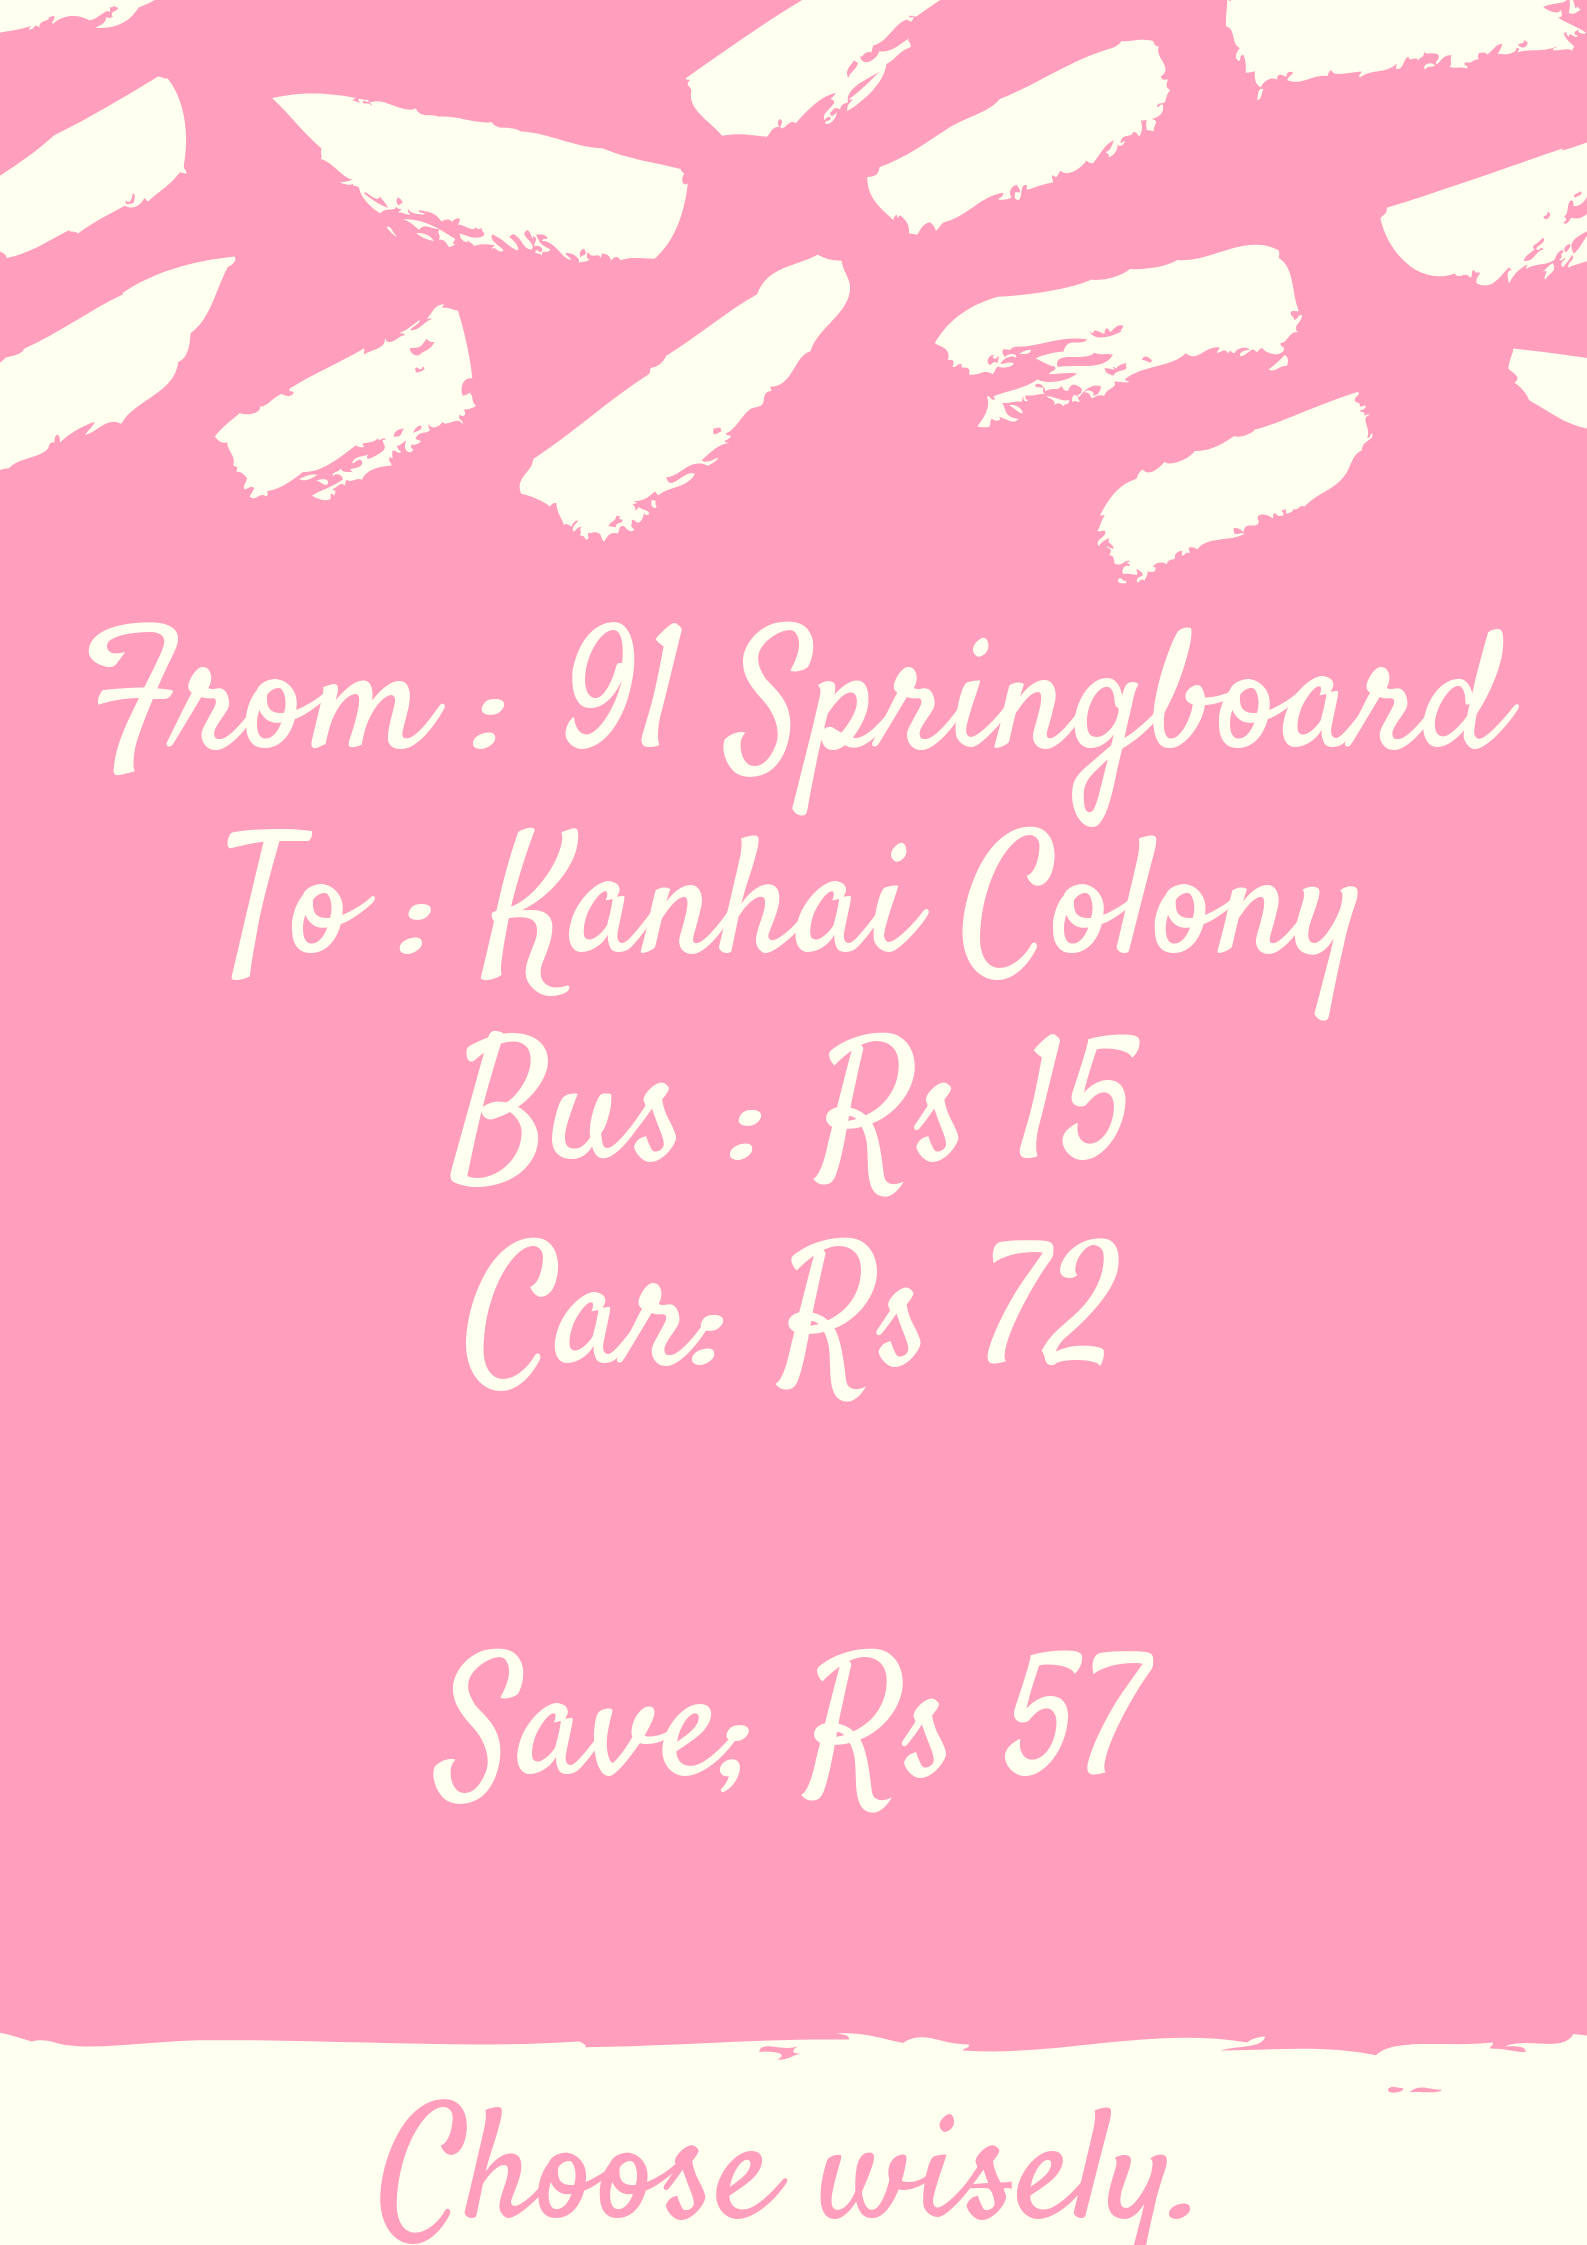 From : 91 Springboard
To : Kanhai Colony
Bus : Rs 15
Car: Rs 72
Save; Rs 57
Choose wisely.